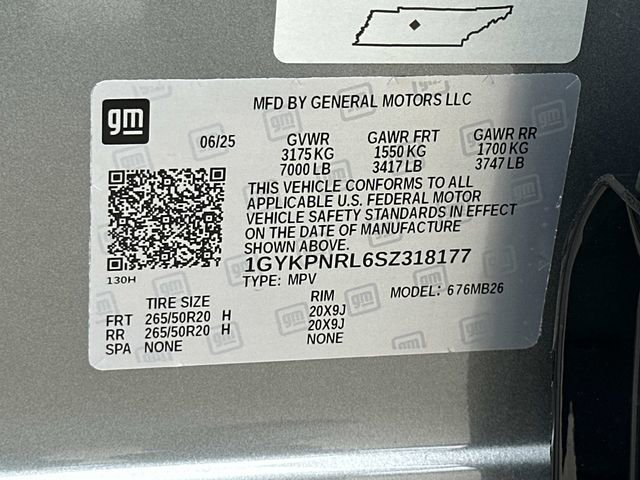 gm
MFD BY GENERAL MOTORS LLC
06/25 GVWR GAWR FRT GAWR RR
3175 KG 1550 KG 1700 KG
7000 LB 3417 LB 3747 LB
THIS VEHICLE CONFORMS TO ALL
APPLICABLE U.S. FEDERAL MOTOR
VEHICLE SAFETY STANDARDS IN EFFECT
ON THE DATE OF MANUFACTURE
SHOWN ABOVE.
1GYKPNRL6SZ318177
130H
TYPE: MPV MODEL: 676MB26
TIRE SIZE RIM
FRT 265/50R20 H 20X9J
RR 265/50R20 H 20X9J
SPA NONE NONE